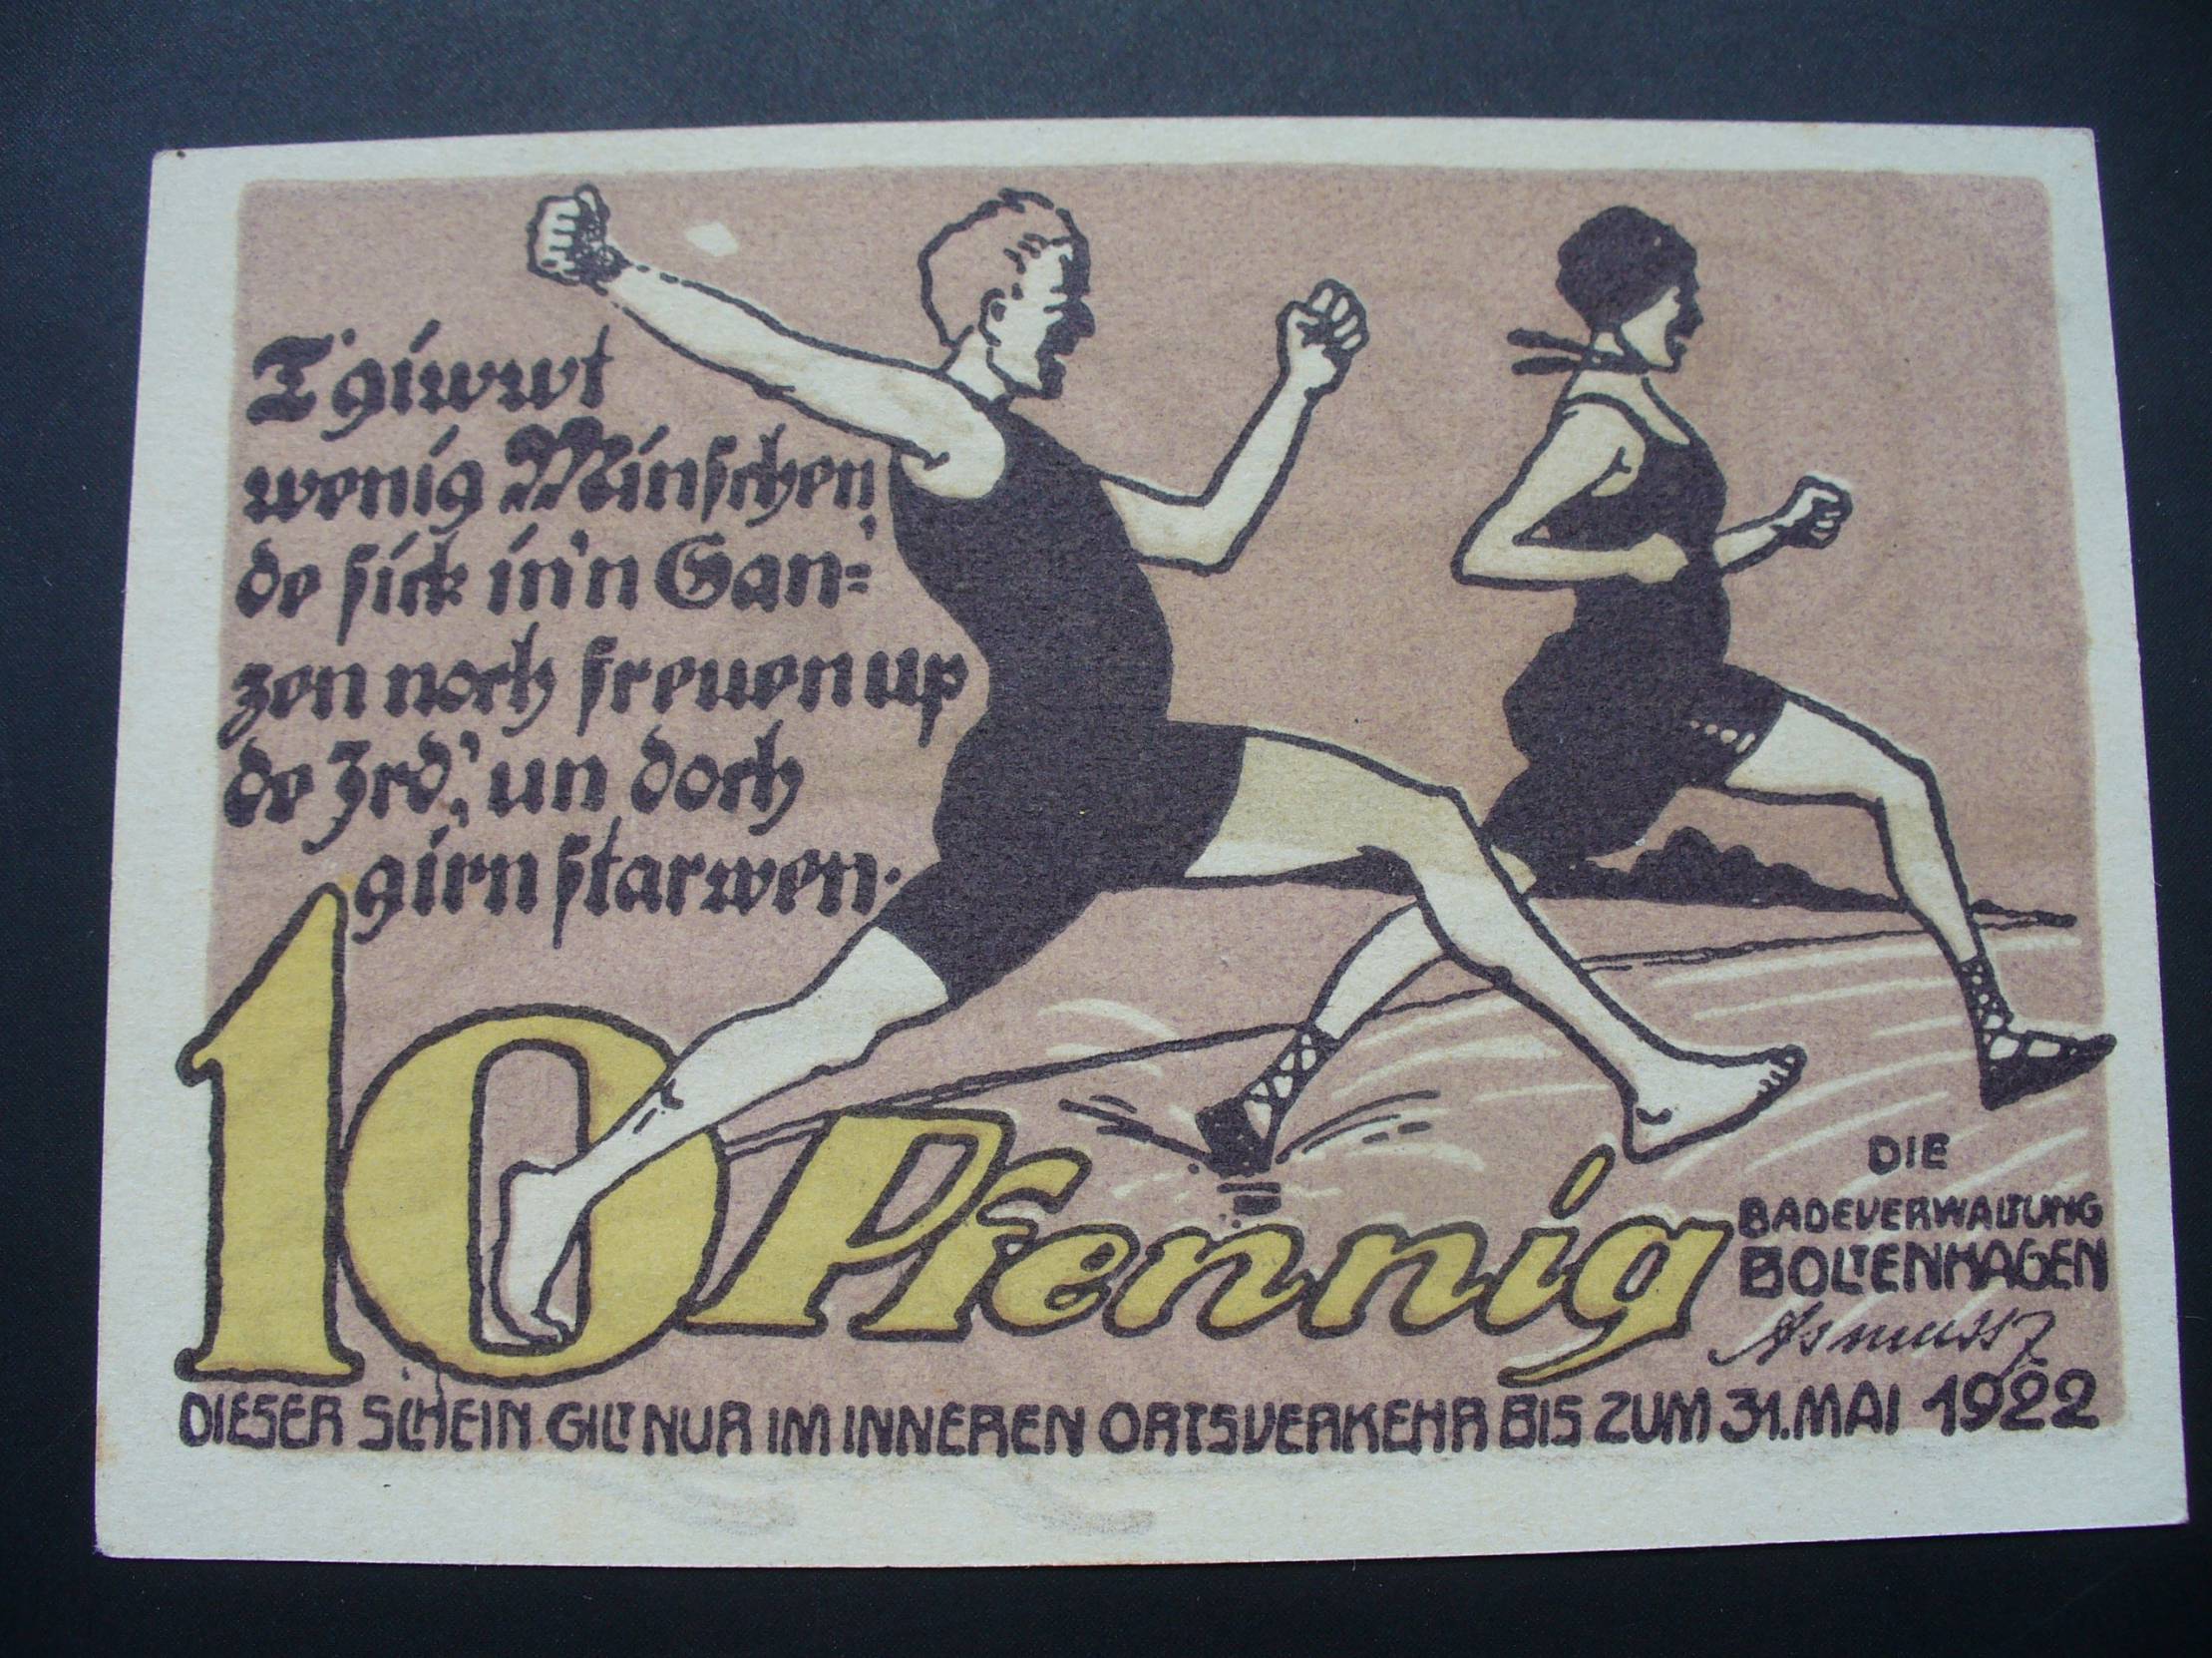 T' giwwt
wenig Minschen,
de sick in'n Gan=
zen noch freuen up
de Ird', un doch
girn starwen.
10 Pfennig
DIE
BADEVERWALTUNG
BOLTENHAGEN
Asmuss
DIESER SCHEIN GILT NUR IM INNEREN ORTSVERKEHR BIS ZUM 31. MAI 1922